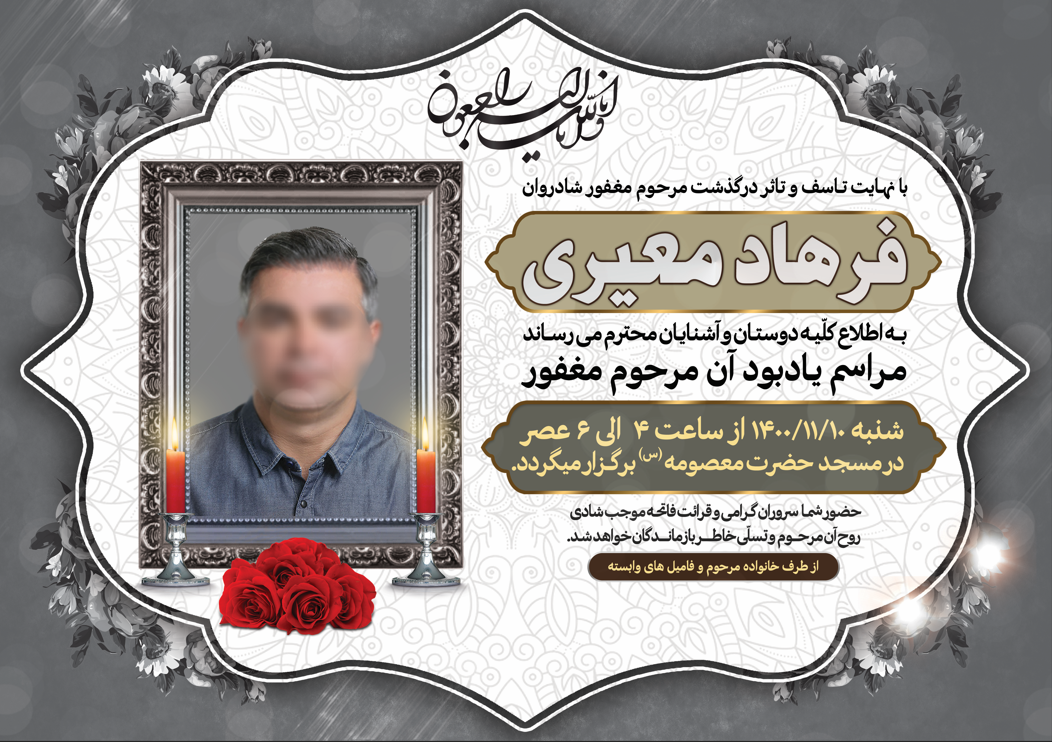 انا لله و انا الیه راجعون
با نهایت تاسف و تاثر درگذشت مرحوم مغفور شادروان
فرهاد معیری
به اطلاع کلّیه دوستان و آشنایان محترم می رساند
مراسم یادبود آن مرحوم مغفور
شنبه ۱۴۰۰/۱۱/۱۰ از ساعت ۴ الی ۶ عصر
در مسجد حضرت معصومه (س) برگزار میگردد.
حضور شما سروران گرامی و قرائت فاتحه موجب شادی
روح آن مرحوم و تسلّی خاطر بازماندگان خواهد شد.
از طرف خانواده مرحوم و فامیل های وابسته